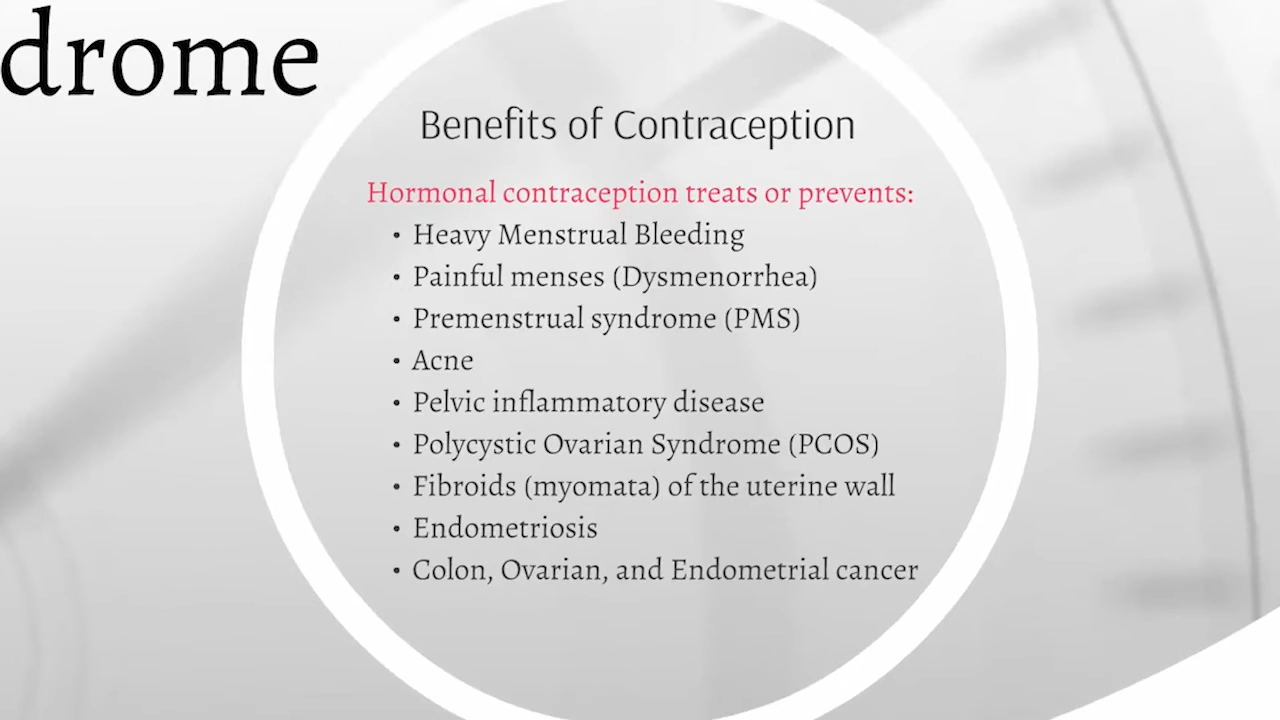 drome
Benefits of Contraception
Hormonal contraception treats or prevents:
• Heavy Menstrual Bleeding
• Painful menses (Dysmenorrhea)
• Premenstrual syndrome (PMS)
• Acne
• Pelvic inflammatory disease
• Polycystic Ovarian Syndrome (PCOS)
• Fibroids (myomata) of the uterine wall
• Endometriosis
• Colon, Ovarian, and Endometrial cancer